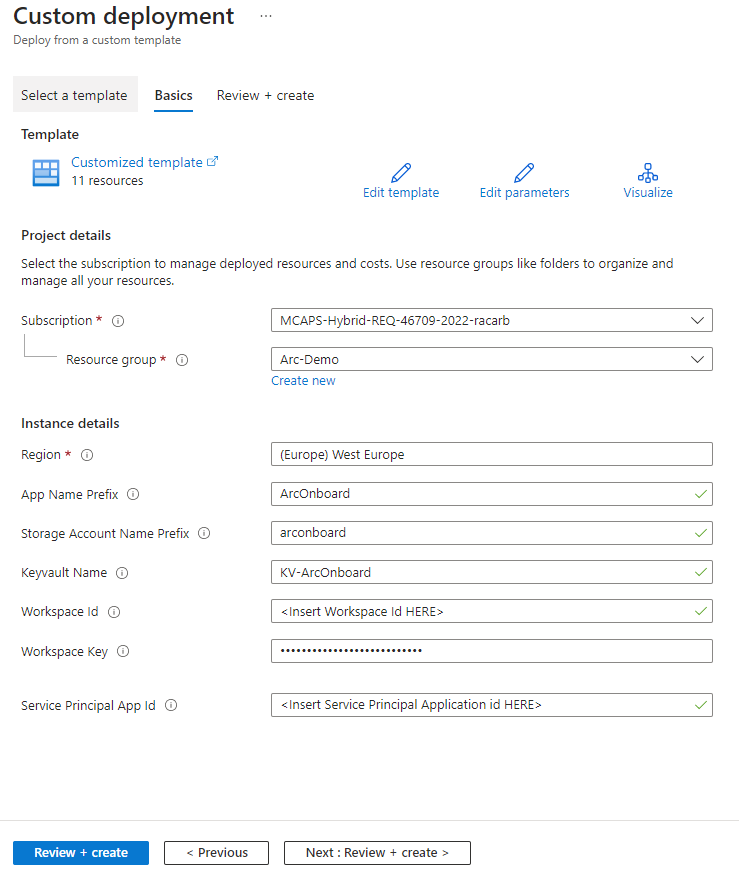 Custom deployment ...
Deploy from a custom template
Select a template Basics Review + create
Template
Customized template
11 resources
Edit template Edit parameters Visualize
Project details
Select the subscription to manage deployed resources and costs. Use resource groups like folders to organize and
manage all your resources.
Subscription * MCAPS-Hybrid-REQ-46709-2022-racarb
Resource group * Arc-Demo
Create new
Instance details
Region * (Europe) West Europe
App Name Prefix ArcOnboard
Storage Account Name Prefix arconboard
Keyvault Name KV-ArcOnboard
Workspace Id <Insert Workspace Id HERE>
Workspace Key •••••••••••••••••••••••••••
Service Principal App Id <Insert Service Principal Application id HERE>
Review + create < Previous Next : Review + create >